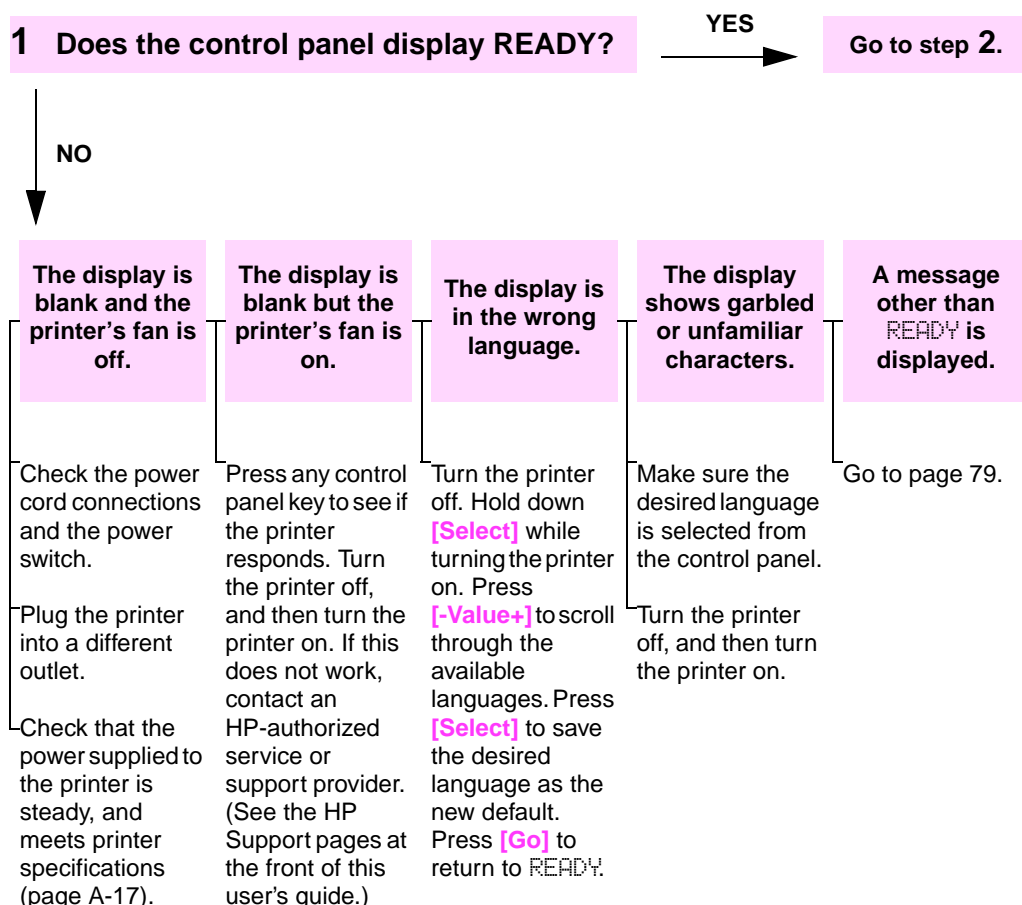 1 Does the control panel display READY?
YES
Go to step 2.
NO
The display is
blank and the
printer's fan is
off.
The display is
blank but the
printer's fan is
on.
The display is
in the wrong
language.
The display
shows garbled
or unfamiliar
characters.
A message
other than
READY is
displayed.
Check the power
cord connections
and the power
switch.
Plug the printer
into a different
outlet.
Check that the
power supplied to
the printer is
steady, and
meets printer
specifications
(page A-17).
Press any control
panel key to see if
the printer
responds. Turn
the printer off,
and then turn the
printer on. If this
does not work,
contact an
HP-authorized
service or
support provider.
(See the HP
Support pages at
the front of this
user's guide.)
Turn the printer
off. Hold down
[Select] while
turning the printer
on. Press
[-Value+] to scroll
through the
available
languages. Press
[Select] to save
the desired
language as the
new default.
Press [Go] to
return to READY.
Make sure the
desired language
is selected from
the control panel.
Turn the printer
off, and then turn
the printer on.
Go to page 79.